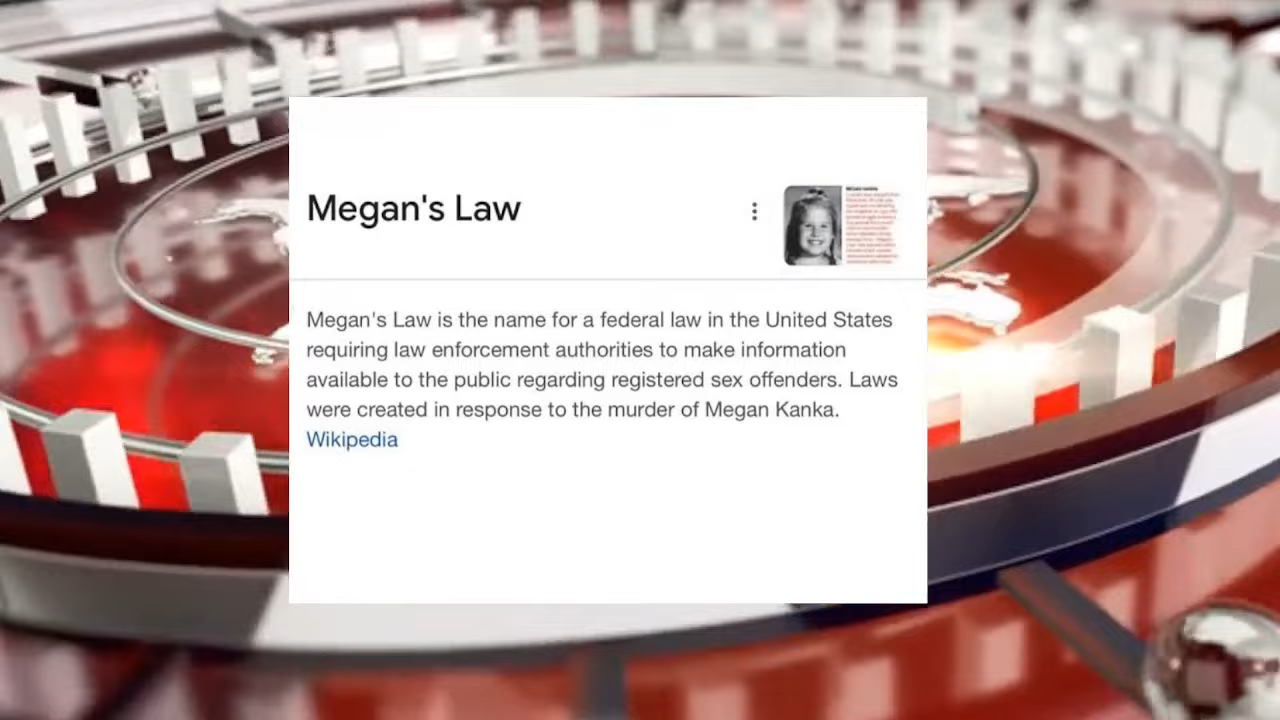 Megan's Law
Megan's Law is the name for a federal law in the United States
requiring law enforcement authorities to make information
available to the public regarding registered sex offenders. Laws
were created in response to the murder of Megan Kanka.
Wikipedia